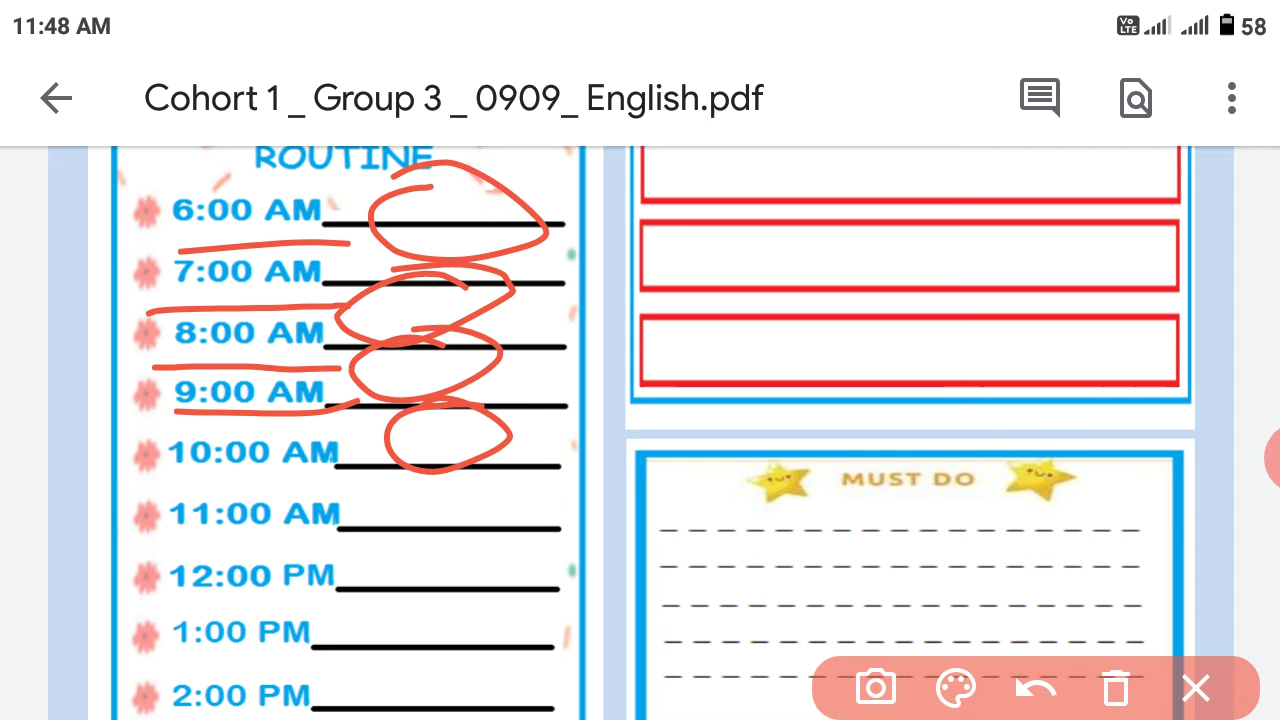 11:48 AM
Vo LTE
58
Cohort 1 _ Group 3 _ 0909_ English.pdf
ROUTINE
6:00 AM
7:00 AM
8:00 AM
9:00 AM
10:00 AM
11:00 AM
12:00 PM
1:00 PM
2:00 PM
MUST DO